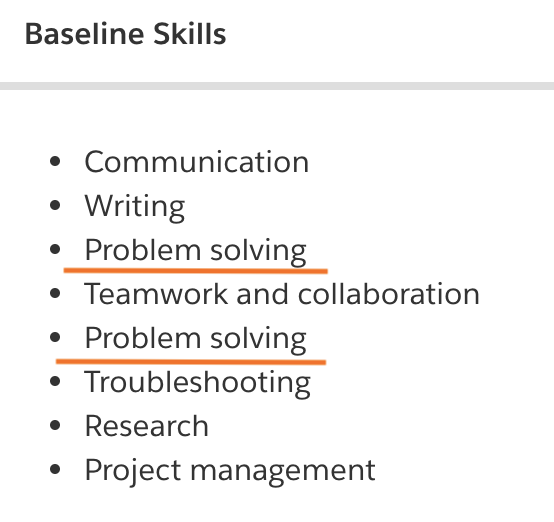 Baseline Skills
• Communication
• Writing
• Problem solving
• Teamwork and collaboration
• Problem solving
• Troubleshooting
• Research
• Project management